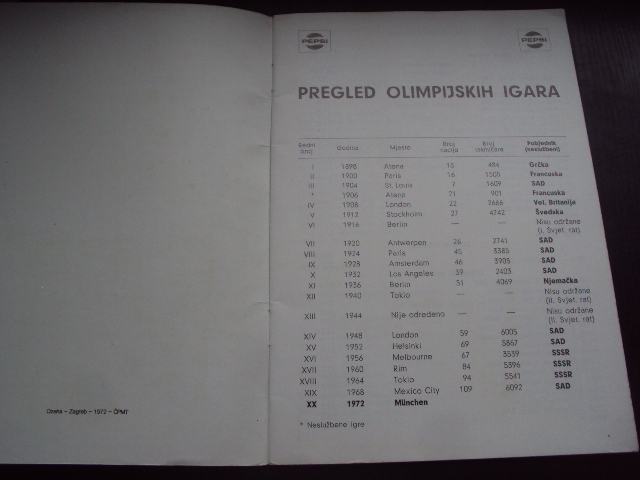 Ozeha – Zagreb – 1972 – ČPMT
PEPSI PEPSI
PREGLED OLIMPIJSKIH IGARA
Redni broj Godina Mjesto Broj nacija Broj takmičara Pobjednik (neslužbeni)
I 1896 Atena 13 484 Grčka
II 1900 Paris 16 1505 Francuska
III 1904 St. Louis 7 1609 SAD
* 1906 Atena 21 901 Francuska
IV 1908 London 22 2666 Vel. Britanija
V 1912 Stockholm 27 4742 Švedska
VI 1916 Berlin — — Nisu održane
(I. Svjet. rat)
VII 1920 Antwerpen 26 2741 SAD
VIII 1924 Paris 45 3385 SAD
IX 1928 Amsterdam 46 3905 SAD
X 1932 Los Angeles 39 2403 SAD
XI 1936 Berlin 51 4069 Njemačka
XII 1940 Tokio — — Nisu održane
(II. Svjet. rat)
XIII 1944 Nije određeno — — Nisu održane
(II. Svjet. rat)
XIV 1948 London 59 6005 SAD
XV 1952 Helsinki 69 5867 SAD
XVI 1956 Melbourne 67 3539 SSSR
XVII 1960 Rim 84 5396 SSSR
XVIII 1964 Tokio 94 5541 SSSR
XIX 1968 Mexico City 109 6092 SAD
XX 1972 München
* Neslužbene igre